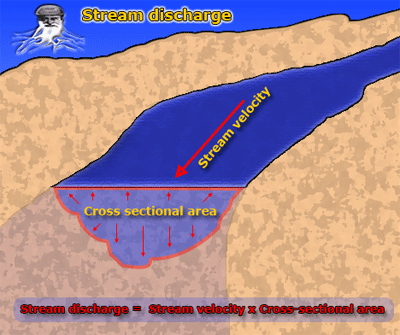 Stream discharge
Stream velocity
Cross sectional area
Stream discharge = Stream velocity x Cross-sectional area